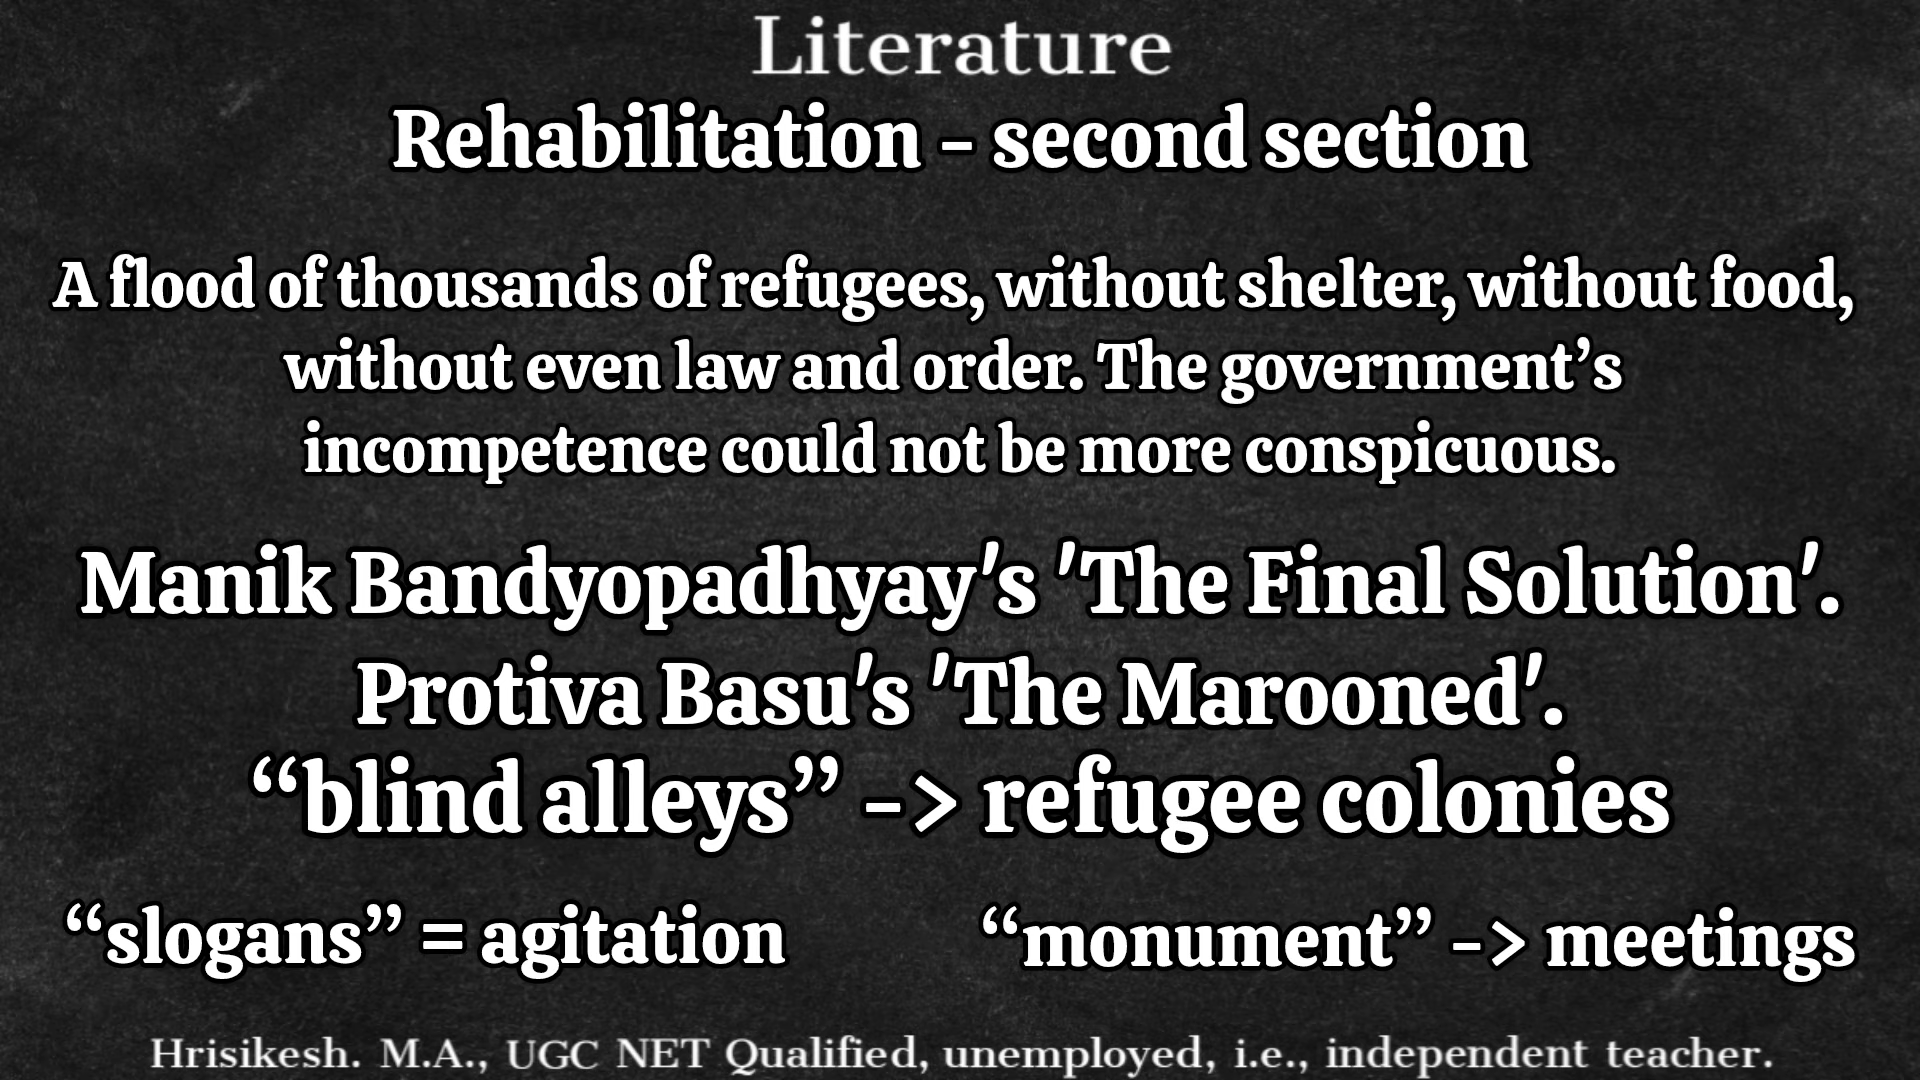 Literature
Rehabilitation - second section
A flood of thousands of refugees, without shelter, without food,
without even law and order. The government’s
incompetence could not be more conspicuous.
Manik Bandyopadhyay's 'The Final Solution'.
Protiva Basu's 'The Marooned'.
“blind alleys” -> refugee colonies
“slogans” = agitation
“monument” -> meetings
Hrisikesh. M.A., UGC NET Qualified, unemployed, i.e., independent teacher.